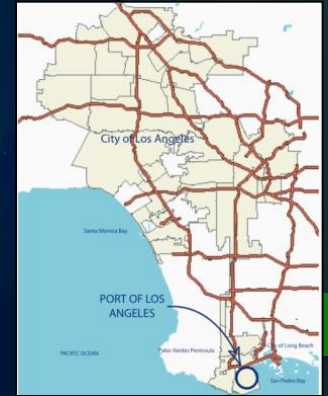 City of Los Angeles
Santa Monica Bay
PORT OF LOS
ANGELES
City of Long Beach
Palos Verdes Peninsula
PACIFIC OCEAN
San Pedro Bay